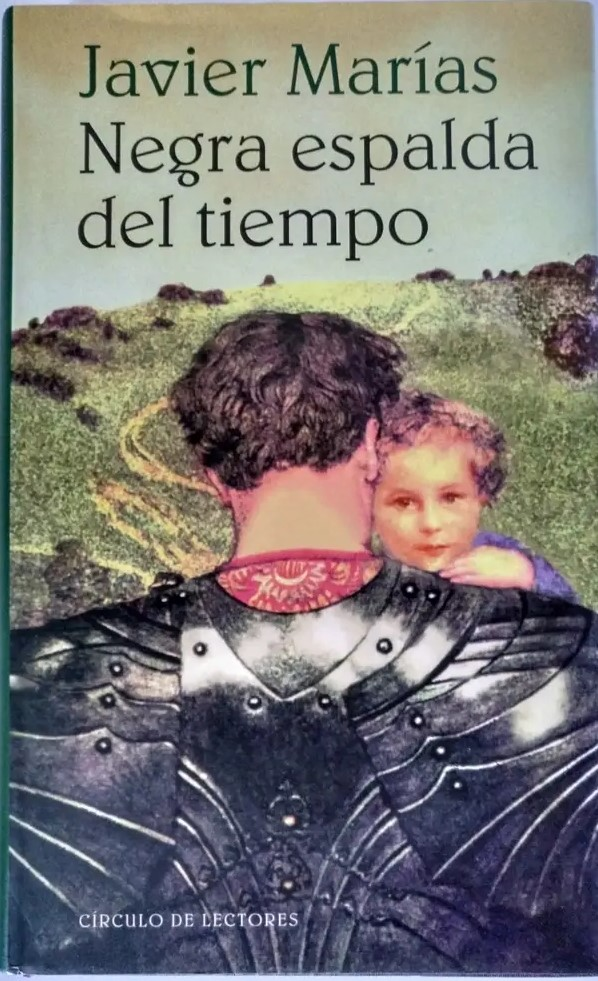 Javier Marías
Negra espalda
del tiempo
CÍRCULO DE LECTORES